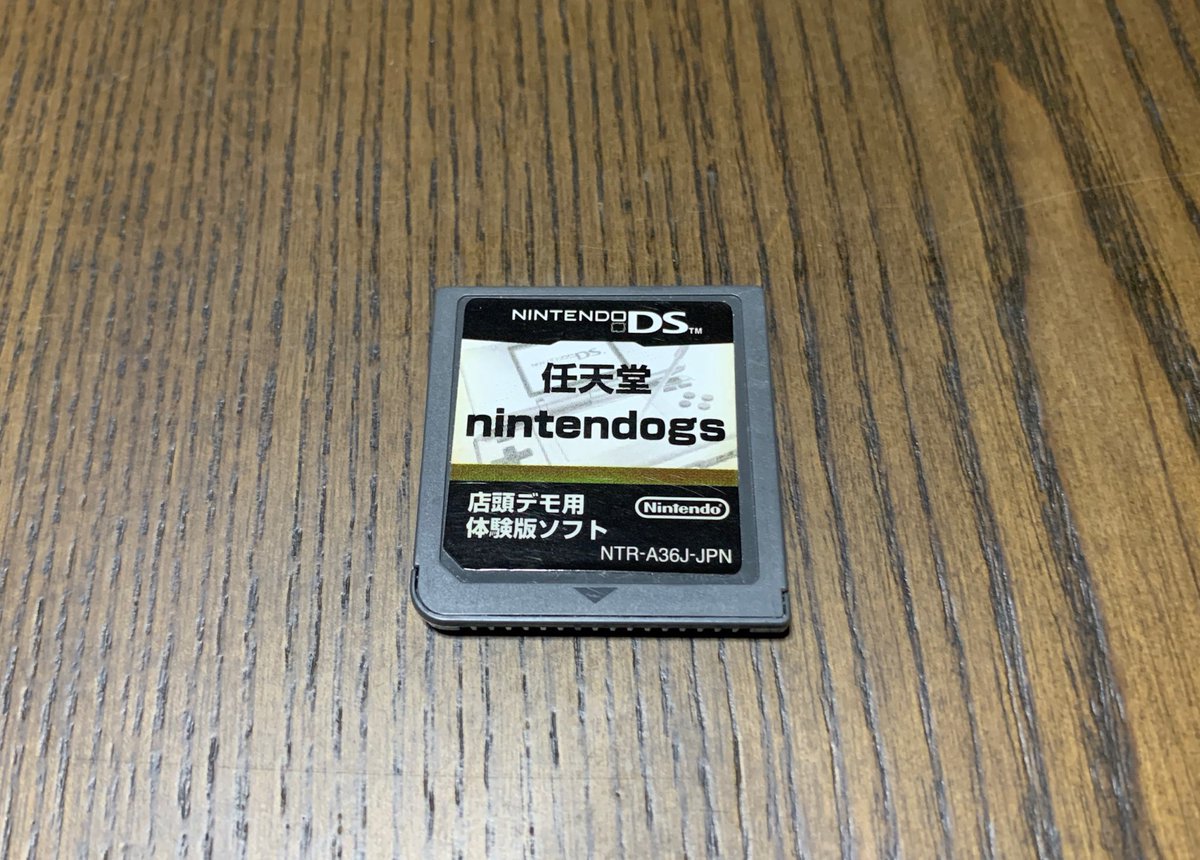 NINTENDO DS™
任天堂
nintendogs
店頭デモ用
体験版ソフト
Nintendo®
NTR-A36J-JPN